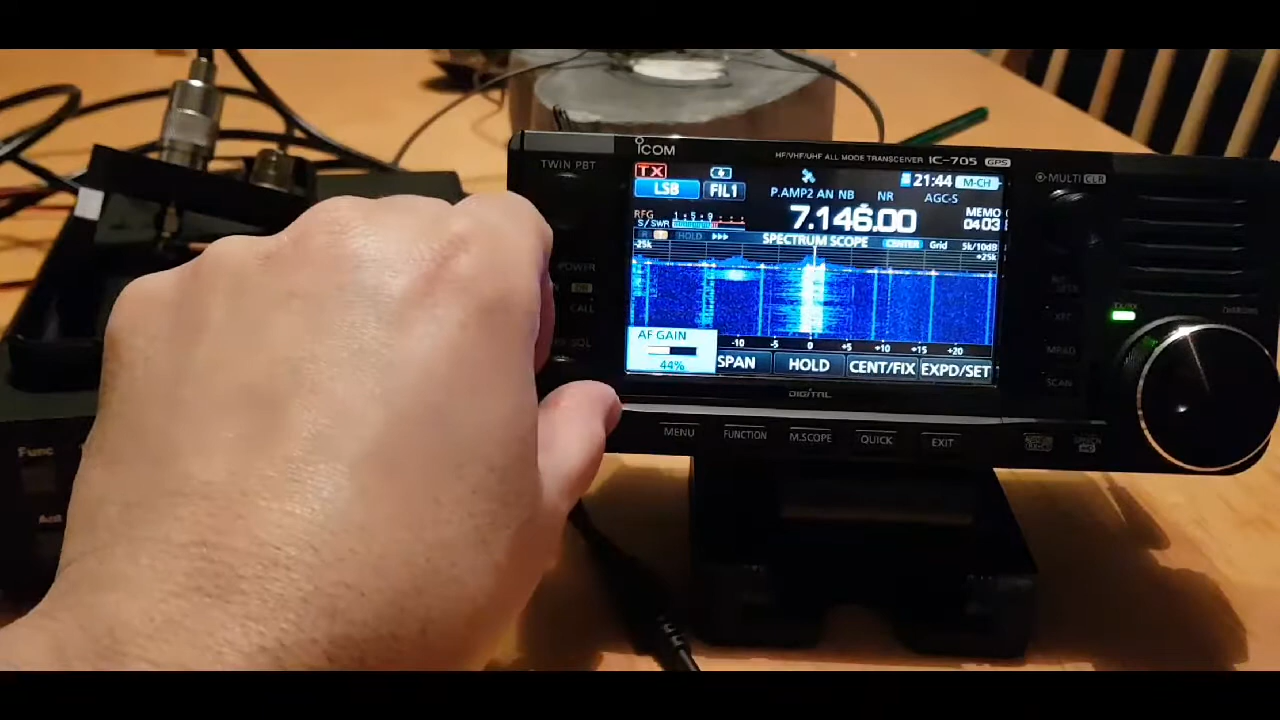 ICOM
HF/VHF/UHF ALL MODE TRANSCEIVER IC-705 GPS
TWIN PBT
MULTI CLR
TX
21:44 M-CH
LSB FIL1
P.AMP2 AN NB NR AGC-S
RFG
S/SWR
7.146.00
MEMO
0403
HOLD
SPECTRUM SCOPE
CENTER Grid 5k/10dB
-25k
+25k
POWER
CALL
SQL
MPAD
SCAN
AF GAIN
44%
-10 -5 0 +5 +10 +15 +20
SPAN HOLD CENT/FIX EXPD/SET
DIGITAL
MENU FUNCTION M.SCOPE QUICK EXIT
Func